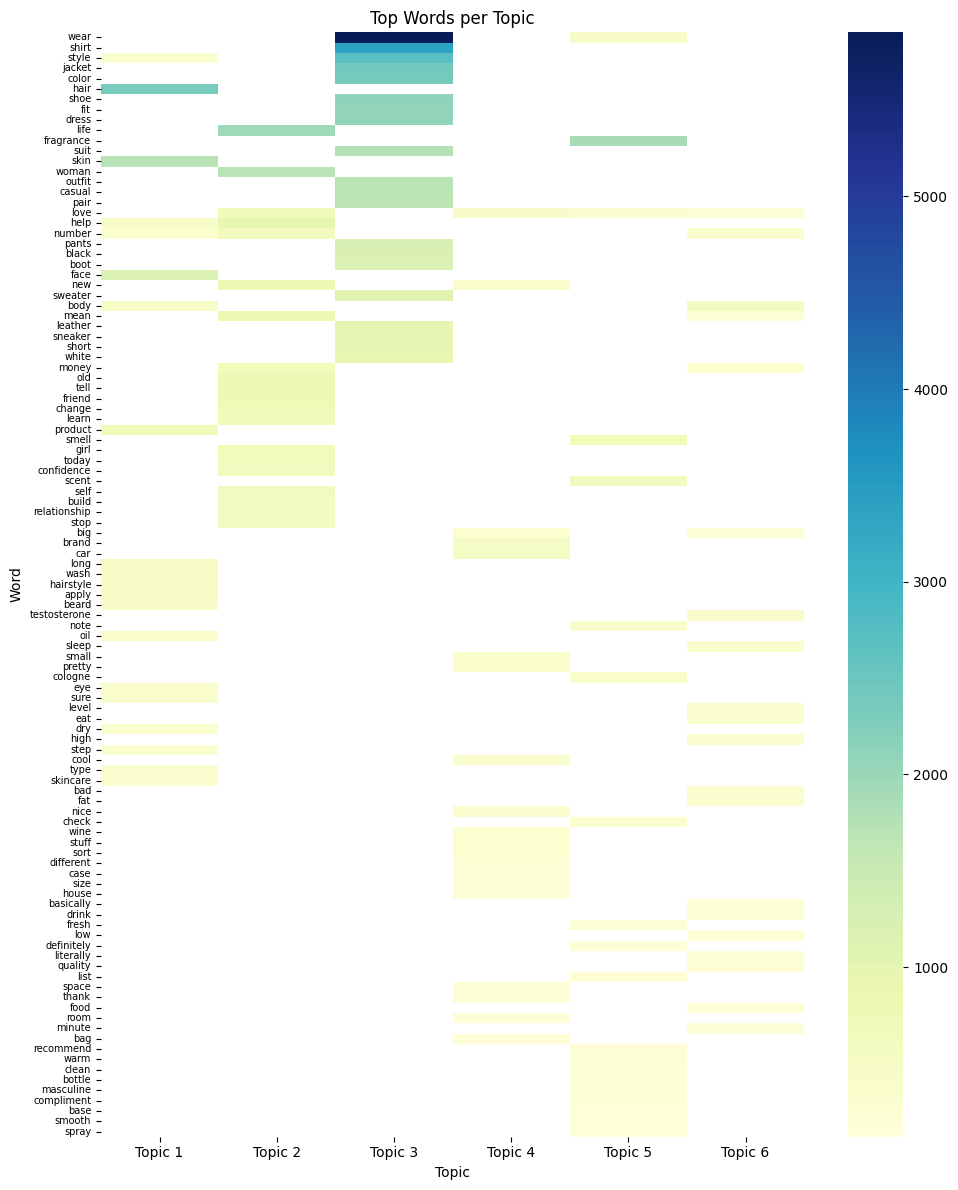 Top Words per Topic
wear
shirt
style
jacket
color
hair
shoe
fit
dress
life
fragrance
suit
skin
woman
outfit
casual
pair
love
help
number
pants
black
boot
face
new
sweater
body
mean
leather
sneaker
short
white
money
old
tell
friend
change
learn
product
smell
girl
today
confidence
scent
self
build
relationship
stop
big
brand
car
long
wash
hairstyle
apply
beard
testosterone
note
oil
sleep
small
pretty
cologne
eye
sure
level
eat
dry
high
step
cool
type
skincare
bad
fat
nice
check
wine
stuff
sort
different
case
size
house
basically
drink
fresh
low
definitely
literally
quality
list
space
thank
food
room
minute
bag
recommend
warm
clean
bottle
masculine
compliment
base
smooth
spray
Word
Topic 1 Topic 2 Topic 3 Topic 4 Topic 5 Topic 6
Topic
5000
4000
3000
2000
1000